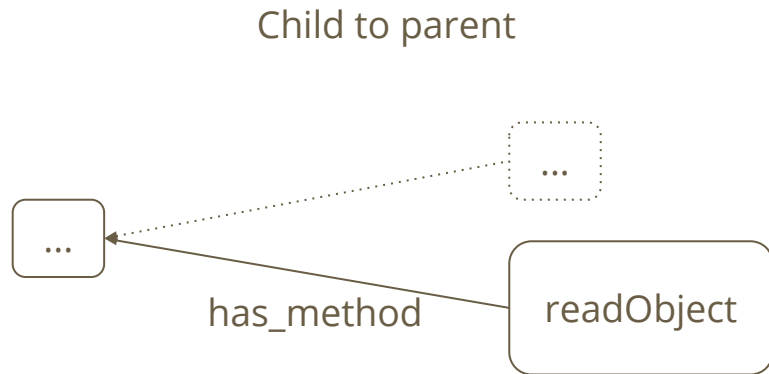 Child to parent
...
...
has_method
readObject